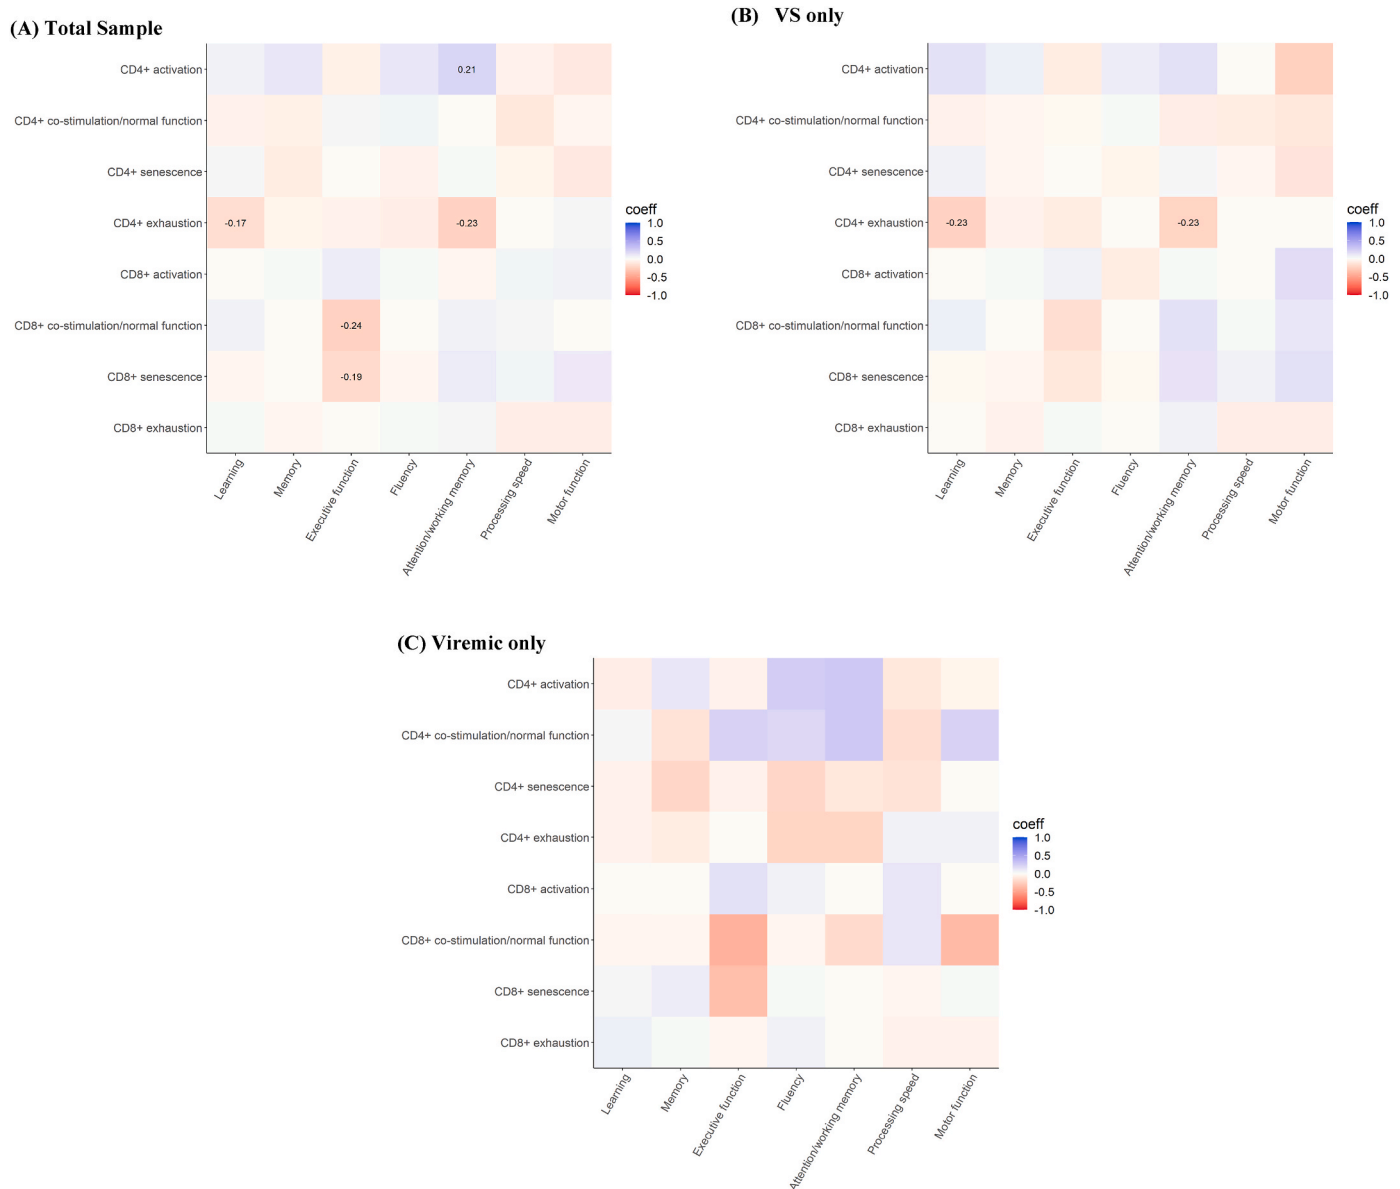 (A) Total Sample
CD4+ activation
0.21
CD4+ co-stimulation/normal function
CD4+ senescence
CD4+ exhaustion
-0.17
-0.23
CD8+ activation
CD8+ co-stimulation/normal function
-0.24
CD8+ senescence
-0.19
CD8+ exhaustion
Learning
Memory
Executive function
Fluency
Attention/working memory
Processing speed
Motor function
coeff
1.0
0.5
0.0
-0.5
-1.0
(B) VS only
CD4+ activation
CD4+ co-stimulation/normal function
CD4+ senescence
CD4+ exhaustion
-0.23
-0.23
CD8+ activation
CD8+ co-stimulation/normal function
CD8+ senescence
CD8+ exhaustion
Learning
Memory
Executive function
Fluency
Attention/working memory
Processing speed
Motor function
coeff
1.0
0.5
0.0
-0.5
-1.0
(C) Viremic only
CD4+ activation
CD4+ co-stimulation/normal function
CD4+ senescence
CD4+ exhaustion
CD8+ activation
CD8+ co-stimulation/normal function
CD8+ senescence
CD8+ exhaustion
Learning
Memory
Executive function
Fluency
Attention/working memory
Processing speed
Motor function
coeff
1.0
0.5
0.0
-0.5
-1.0